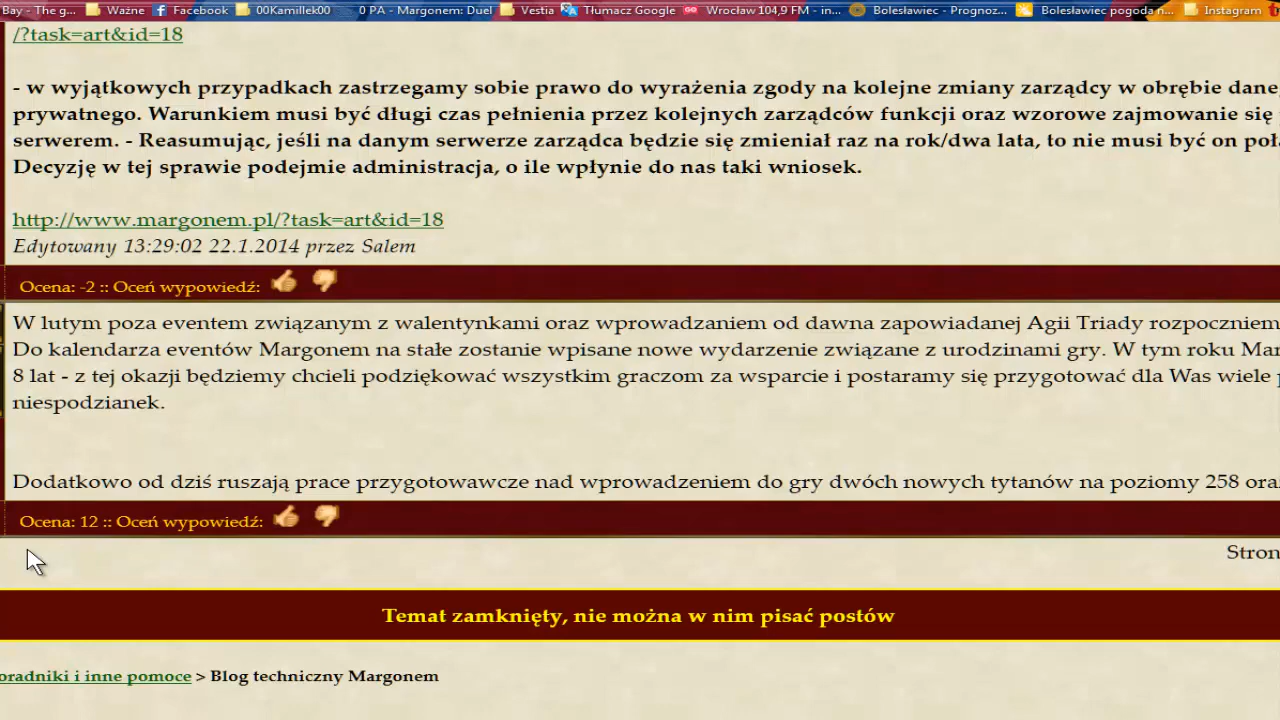 Bay - The g... Ważne Facebook 00Kamillek00 0 PA - Margonem: Duel Vestia Tłumacz Google Wrocław 104,9 FM - in... Bolesławiec - Prognoz... Bolesławiec pogoda n... Instagram
/?task=art&id=18
- w wyjątkowych przypadkach zastrzegamy sobie prawo do wyrażenia zgody na kolejne zmiany zarządcy w obrębie dane
prywatnego. Warunkiem musi być długi czas pełnienia przez kolejnych zarządców funkcji oraz wzorowe zajmowanie się
serwerem. - Reasumując, jeśli na danym serwerze zarządca będzie się zmieniał raz na rok/dwa lata, to nie musi być on poł
Decyzję w tej sprawie podejmie administracja, o ile wpłynie do nas taki wniosek.
http://www.margonem.pl/?task=art&id=18
Edytowany 13:29:02 22.1.2014 przez Salem
Ocena: -2 :: Oceń wypowiedź:
W lutym poza eventem związanym z walentynkami oraz wprowadzaniem od dawna zapowiadanej Agii Triady rozpoczniem
Do kalendarza eventów Margonem na stałe zostanie wpisane nowe wydarzenie związane z urodzinami gry. W tym roku Mar
8 lat - z tej okazji będziemy chcieli podziękować wszystkim graczom za wsparcie i postaramy się przygotować dla Was wiele
niespodzianek.
Dodatkowo od dziś ruszają prace przygotowawcze nad wprowadzeniem do gry dwóch nowych tytanów na poziomy 258 ora
Ocena: 12 :: Oceń wypowiedź:
Stron
Temat zamknięty, nie można w nim pisać postów
oradniki i inne pomoce > Blog techniczny Margonem